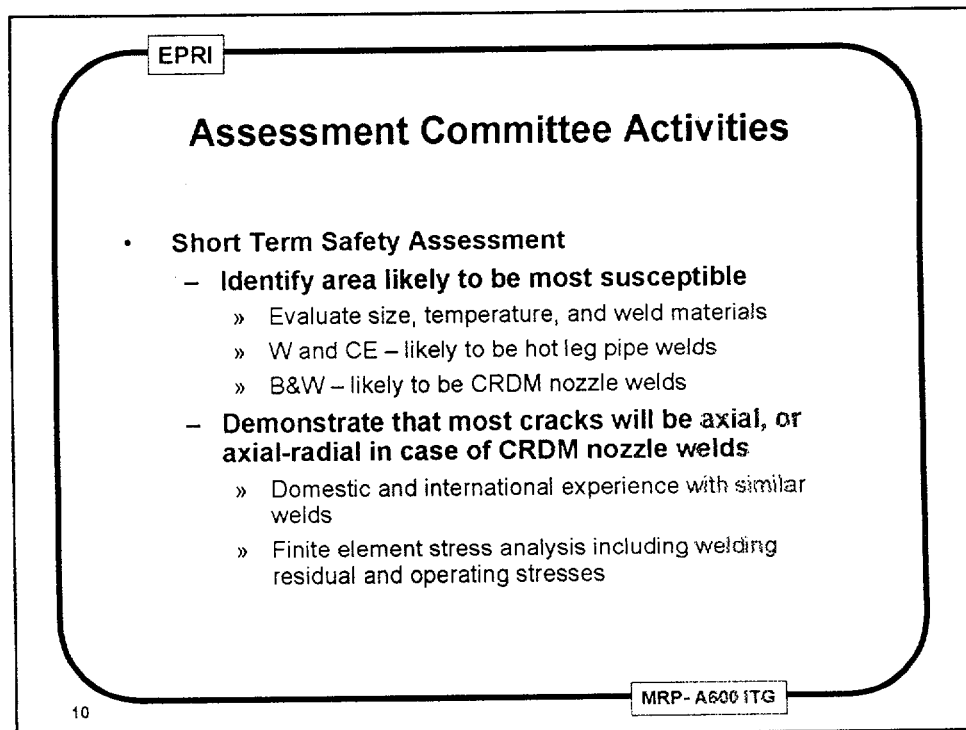 EPRI
Assessment Committee Activities
• Short Term Safety Assessment
– Identify area likely to be most susceptible
» Evaluate size, temperature, and weld materials
» W and CE – likely to be hot leg pipe welds
» B&W – likely to be CRDM nozzle welds
– Demonstrate that most cracks will be axial, or
axial-radial in case of CRDM nozzle welds
» Domestic and international experience with similar
welds
» Finite element stress analysis including welding
residual and operating stresses
MRP- A600 ITG
10